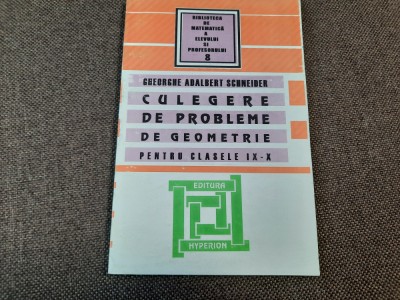 BIBLIOTECA
DE
MATEMATICĂ
A
ELEVULUI
ŞI
PROFESORULUI
8
GHEORGHE ADALBERT SCHNEIDER
CULEGERE
DE PROBLEME
DE GEOMETRIE
PENTRU CLASELE IX-X
EDITURA
HYPERION